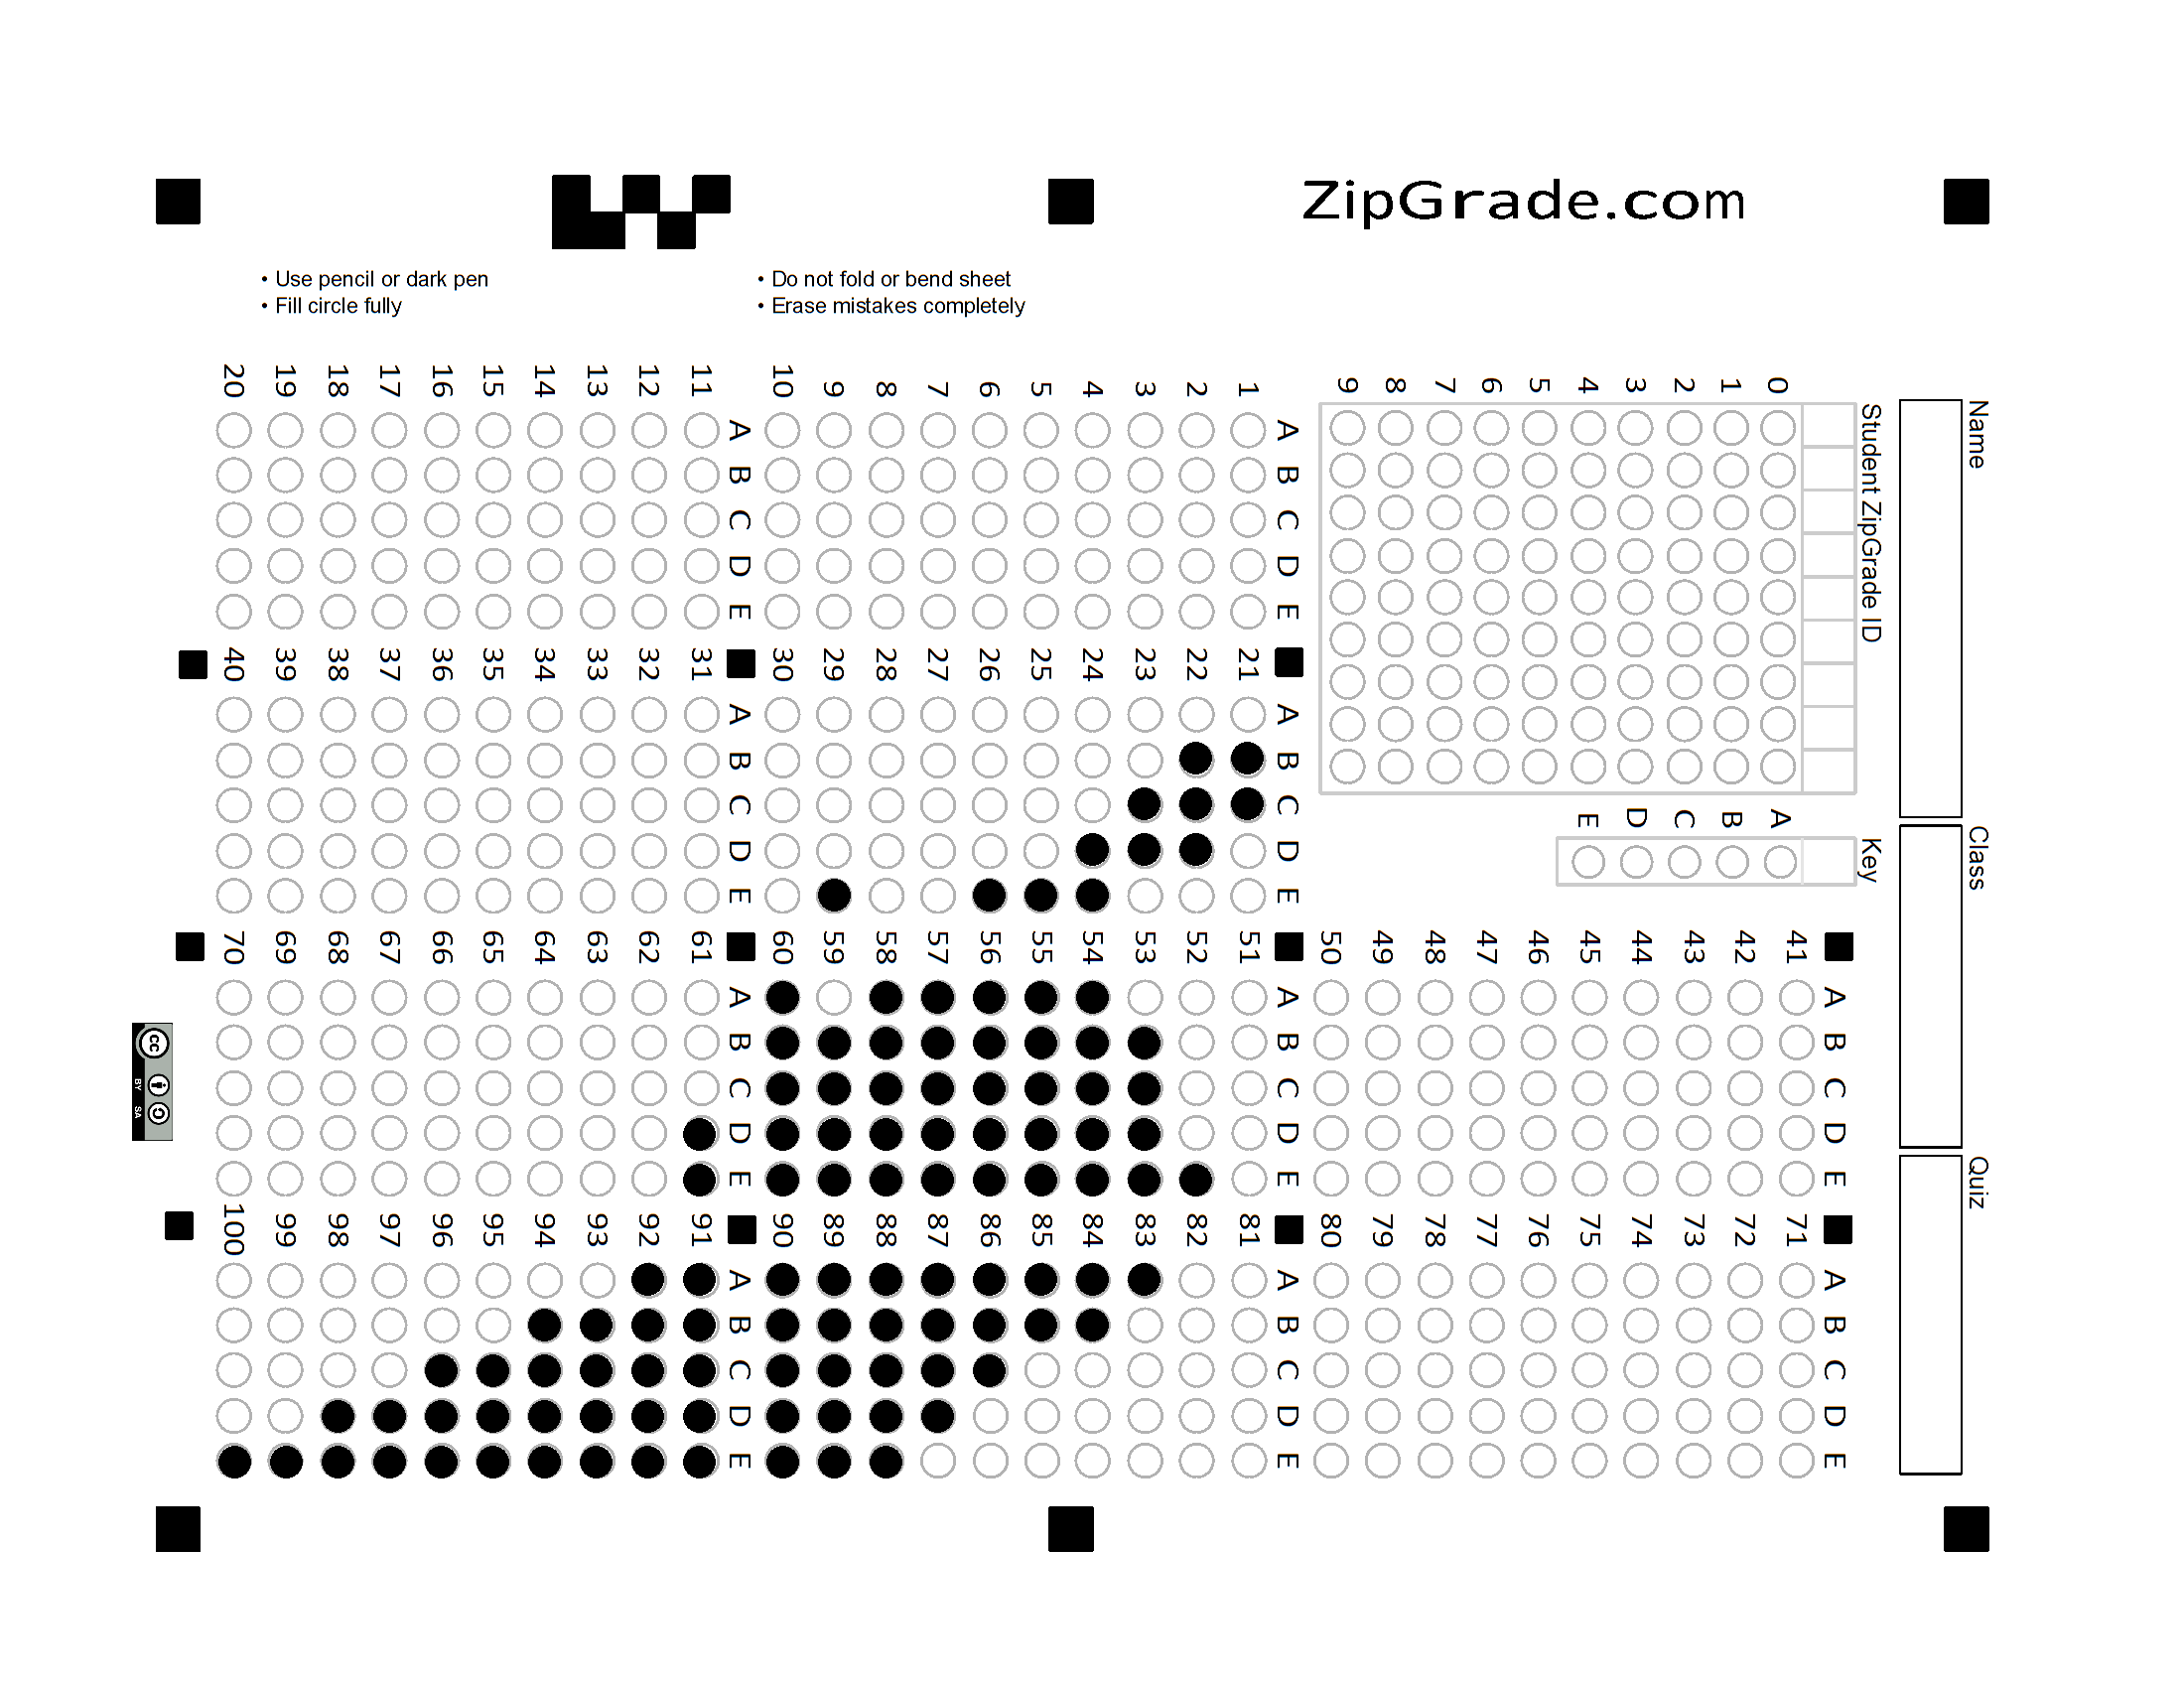 ZipGrade.com
• Use pencil or dark pen
• Fill circle fully
• Do not fold or bend sheet
• Erase mistakes completely
Name
Class
Quiz
Student ZipGrade ID
0 1 2 3 4 5 6 7 8 9
Key
A B C D E
A B C D E
1 2 3 4 5 6 7 8 9 10
A B C D E
11 12 13 14 15 16 17 18 19 20
A B C D E
21 22 23 24 25 26 27 28 29 30
A B C D E
31 32 33 34 35 36 37 38 39 40
A B C D E
41 42 43 44 45 46 47 48 49 50
A B C D E
51 52 53 54 55 56 57 58 59 60
A B C D E
61 62 63 64 65 66 67 68 69 70
A B C D E
71 72 73 74 75 76 77 78 79 80
A B C D E
81 82 83 84 85 86 87 88 89 90
A B C D E
91 92 93 94 95 96 97 98 99 100
A B C D E
cc BY SA